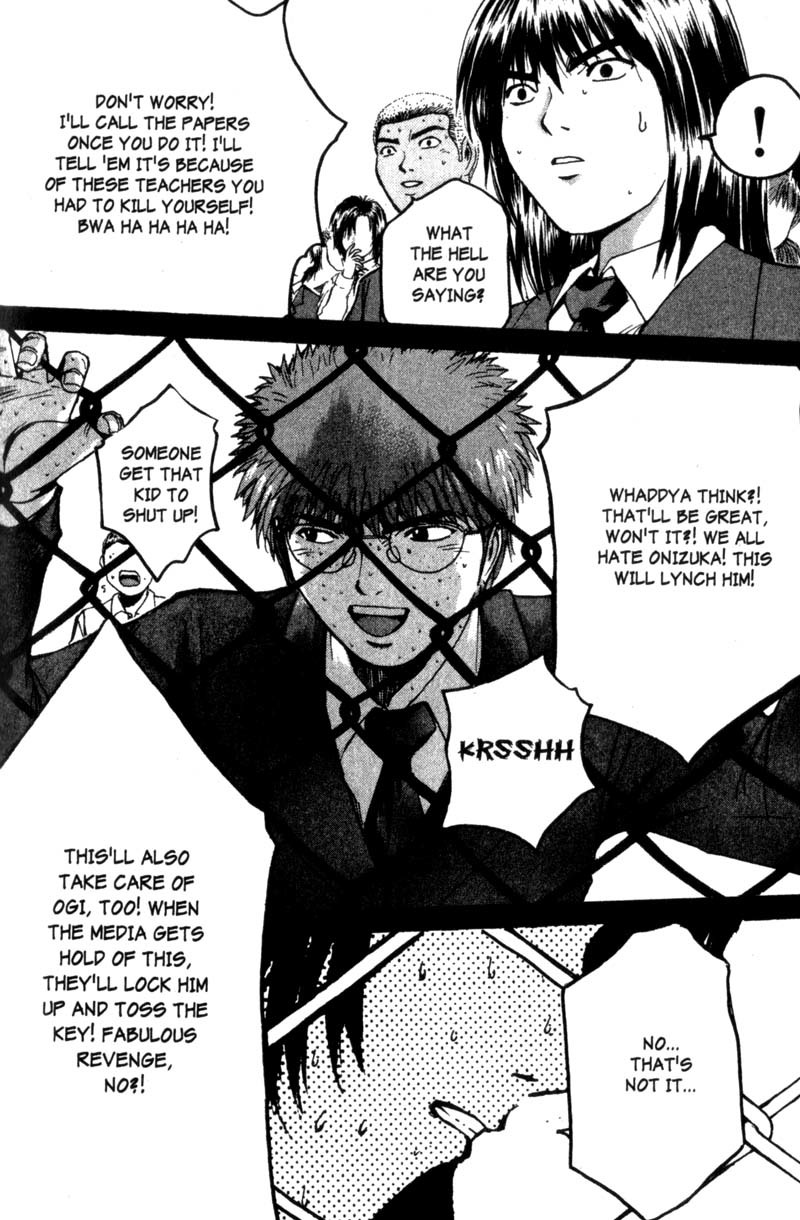 !
DON'T WORRY!
I'LL CALL THE PAPERS
ONCE YOU DO IT! I'LL
TELL 'EM IT'S BECAUSE
OF THESE TEACHERS YOU
HAD TO KILL YOURSELF!
BWA HA HA HA HA!
WHAT
THE HELL
ARE YOU
SAYING?
SOMEONE
GET THAT
KID TO
SHUT UP!
WHADDYA THINK?!
THAT'LL BE GREAT,
WON'T IT?! WE ALL
HATE ONIZUKA! THIS
WILL LYNCH HIM!
KRSSHH
THIS'LL ALSO
TAKE CARE OF
OGI, TOO! WHEN
THE MEDIA GETS
HOLD OF THIS,
THEY'LL LOCK HIM
UP AND TOSS THE
KEY! FABULOUS
REVENGE,
NO?!
NO...
THAT'S
NOT IT...